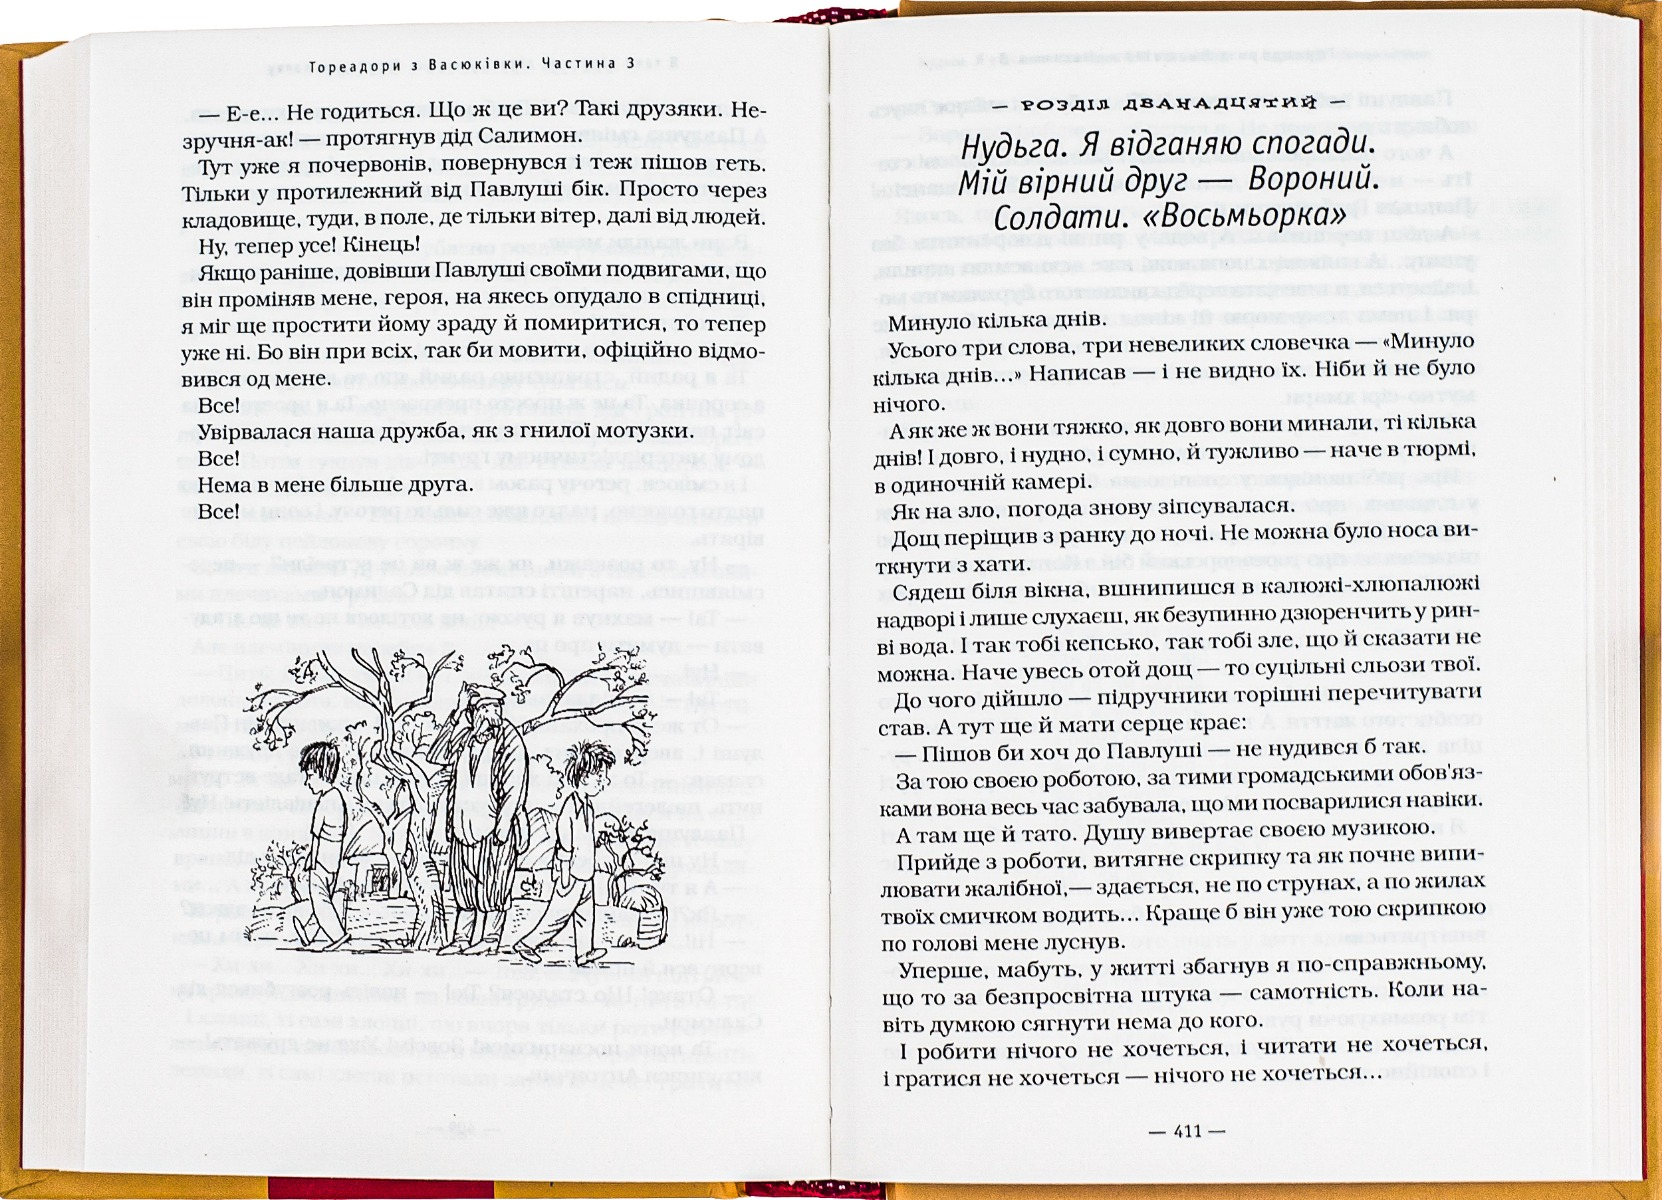 Тореадори з Васюківки. Частина 3
— Е-е... Не годиться. Що ж це ви? Такі друзяки. Не-
зручня-ак! — протягнув дід Салимон.
Тут уже я почервонів, повернувся і теж пішов геть.
Тільки у протилежний від Павлуші бік. Просто через
кладовище, туди, в поле, де тільки вітер, далі від людей.
Ну, тепер усе! Кінець!
Якщо раніше, довівши Павлуші своїми подвигами, що
він проміняв мене, героя, на якесь опудало в спідниці,
я міг ще простити йому зраду й помиритися, то тепер
уже ні. Бо він при всіх, так би мовити, офіційно відмо-
вився од мене.
Все!
Увірвалася наша дружба, як з гнилої мотузки.
Все!
Нема в мене більше друга.
Все!
— РОЗДІЛ ДВАНАДЦЯТИЙ —
Нудьга. Я відганяю спогади.
Мій вірний друг — Вороний.
Солдати. «Восьмьорка»
Минуло кілька днів.
Усього три слова, три невеликих словечка — «Минуло
кілька днів...» Написав — і не видно їх. Ніби й не було
нічого.
А як же ж вони тяжко, як довго вони минали, ті кілька
днів! І довго, і нудно, і сумно, й тужливо — наче в тюрмі,
в одиночній камері.
Як на зло, погода знову зіпсувалася.
Дощ періщив з ранку до ночі. Не можна було носа ви-
ткнути з хати.
Сядеш біля вікна, вшнипишся в калюжі-хлюпалюжі
надворі і лише слухаєш, як безупинно дзюренчить у рин-
ві вода. І так тобі кепсько, так тобі зле, що й сказати не
можна. Наче увесь отой дощ — то суцільні сльози твої.
До чого дійшло — підручники торішні перечитувати
став. А тут ще й мати серце крає:
— Пішов би хоч до Павлуші — не нудився б так.
За тою своєю роботою, за тими громадськими обов'яз-
ками вона весь час забувала, що ми посварилися навіки.
А там ще й тато. Душу вивертає своєю музикою.
Прийде з роботи, витягне скрипку та як почне випи-
лювати жалібної,— здається, не по струнах, а по жилах
твоїх смичком водить... Краще б він уже тою скрипкою
по голові мене луснув.
Уперше, мабуть, у житті збагнув я по-справжньому,
що то за безпросвітна штука — самотність. Коли на-
віть думкою сягнути нема до кого.
І робити нічого не хочеться, і читати не хочеться,
і гратися не хочеться — нічого не хочеться...
— 411 —